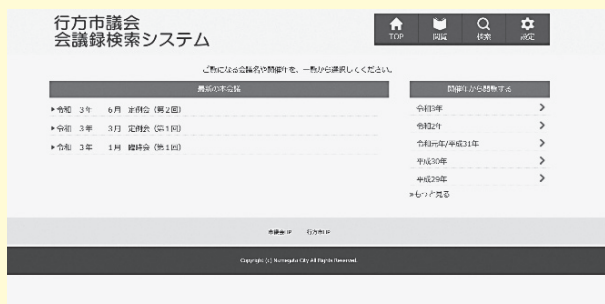 行方市議会
会議録検索システム
TOP
閲覧
検索
設定
ご覧になる会議名や開催年を、一覧から選択してください。
最新の本会議
▶令和 3年 6月 定例会（第2回）
▶令和 3年 3月 定例会（第1回）
▶令和 3年 1月 臨時会（第1回）
開催年から閲覧する
令和3年
令和2年
令和元年/平成31年
平成30年
平成29年
»もっと見る
市議会HP 行方市HP
Copyright (c) Namegata City All Rights Reserved.